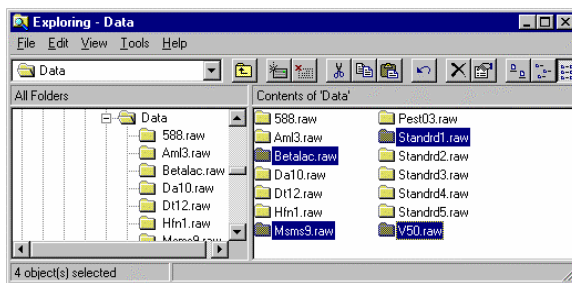 Exploring - Data
File Edit View Tools Help
Data
All Folders
Contents of 'Data'
Data
588.raw
Aml3.raw
Betalac.raw
Da10.raw
Dt12.raw
Hfn1.raw
Msms9.raw
588.raw
Aml3.raw
Betalac.raw
Da10.raw
Dt12.raw
Hfn1.raw
Msms9.raw
Pest03.raw
Standrd1.raw
Standrd2.raw
Standrd3.raw
Standrd4.raw
Standrd5.raw
V50.raw
4 object(s) selected